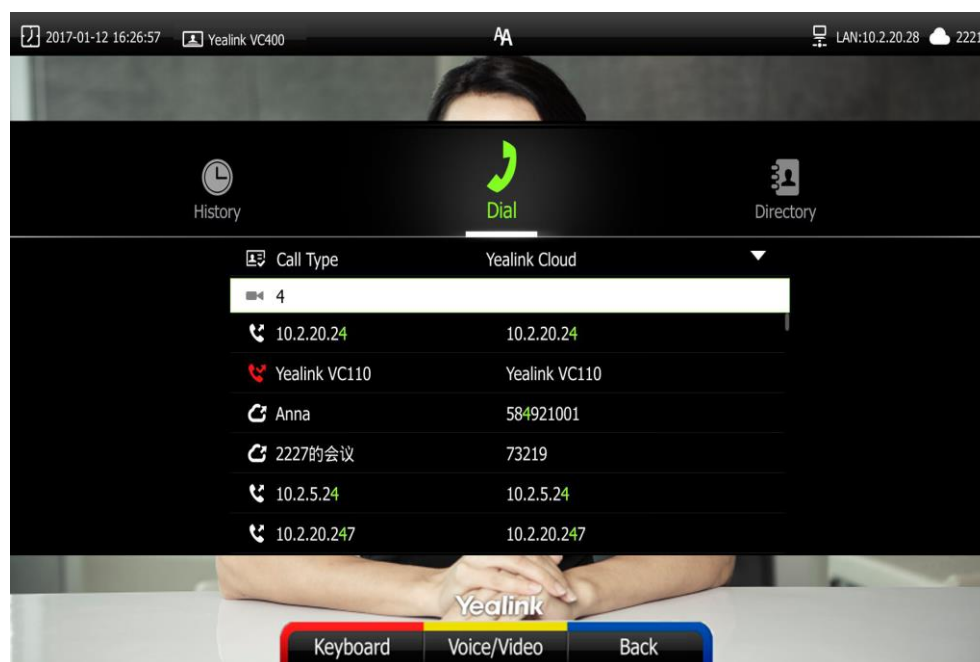 2017-01-12 16:26:57 Yealink VC400 AA LAN:10.2.20.28 2221
History Dial Directory
Call Type Yealink Cloud
4
10.2.20.24 10.2.20.24
Yealink VC110 Yealink VC110
Anna 584921001
2227的会议 73219
10.2.5.24 10.2.5.24
10.2.20.247 10.2.20.247
Yealink
Keyboard Voice/Video Back